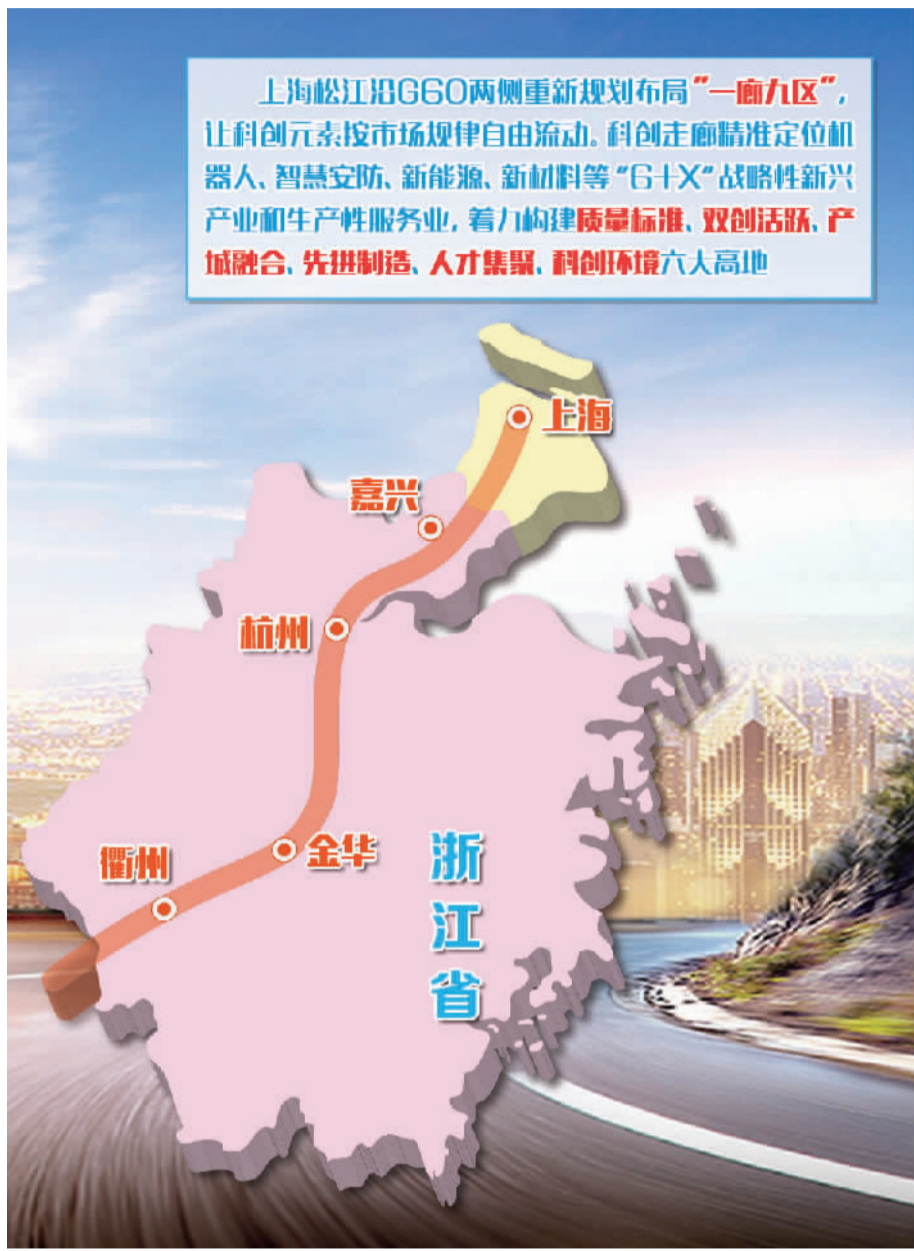 上海松江沿G60两侧重新规划布局"一廊九区",
让科创元素按市场规律自由流动。科创走廊精准定位机
器人、智慧安防、新能源、新材料等"6+X"战略性新兴
产业和生产性服务业,着力构建质量标准、双创活跃、产
城融合、先进制造、人才集聚、科创环境六大高地
上海
嘉兴
杭州
金华
衢州
浙江省